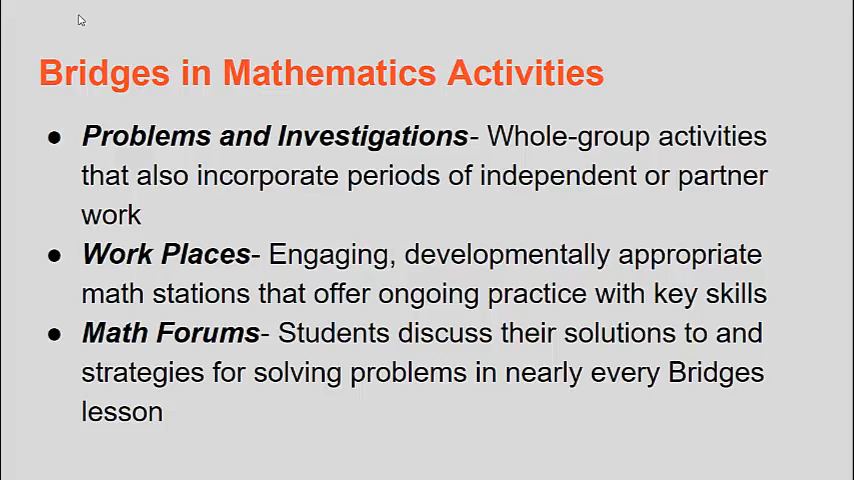 Bridges in Mathematics Activities
● Problems and Investigations- Whole-group activities
that also incorporate periods of independent or partner
work
● Work Places- Engaging, developmentally appropriate
math stations that offer ongoing practice with key skills
● Math Forums- Students discuss their solutions to and
strategies for solving problems in nearly every Bridges
lesson